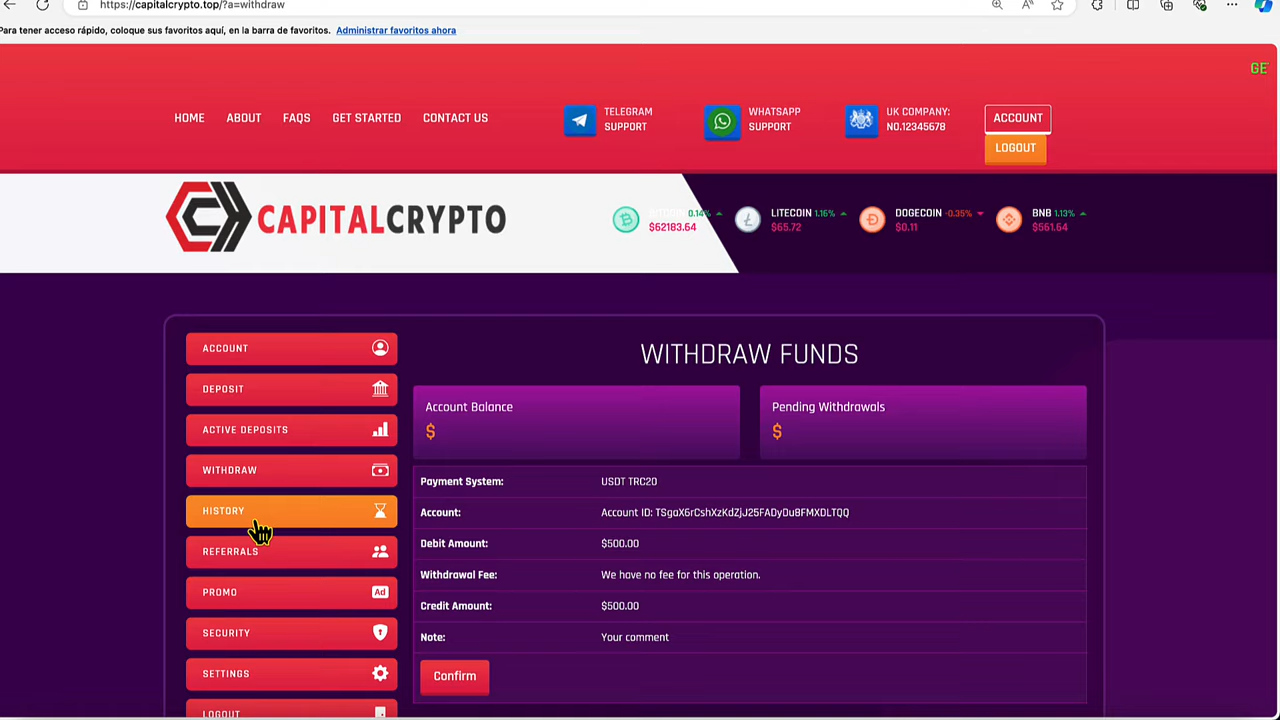 https://capitalcrypto.top/?a=withdraw
Para tener acceso rápido, coloque sus favoritos aquí, en la barra de favoritos. Administrar favoritos ahora
GE
HOME ABOUT FAQS GET STARTED CONTACT US
TELEGRAM SUPPORT
WHATSAPP SUPPORT
UK COMPANY: NO.12345678
ACCOUNT
LOGOUT
CAPITALCRYPTO
BITCOIN 0.14%
$62183.64
LITECOIN 1.16%
$65.72
DOGECOIN -0.35%
$0.11
BNB 1.13%
$561.64
ACCOUNT
DEPOSIT
ACTIVE DEPOSITS
WITHDRAW
HISTORY
REFERRALS
PROMO
Ad
SECURITY
SETTINGS
LOGOUT
WITHDRAW FUNDS
Account Balance
$
Pending Withdrawals
$
Payment System: USDT TRC20
Account: Account ID: TSgaX6rCshXzKdZjJ25FADyDu8FMXDLTQQ
Debit Amount: $500.00
Withdrawal Fee: We have no fee for this operation.
Credit Amount: $500.00
Note: Your comment
Confirm